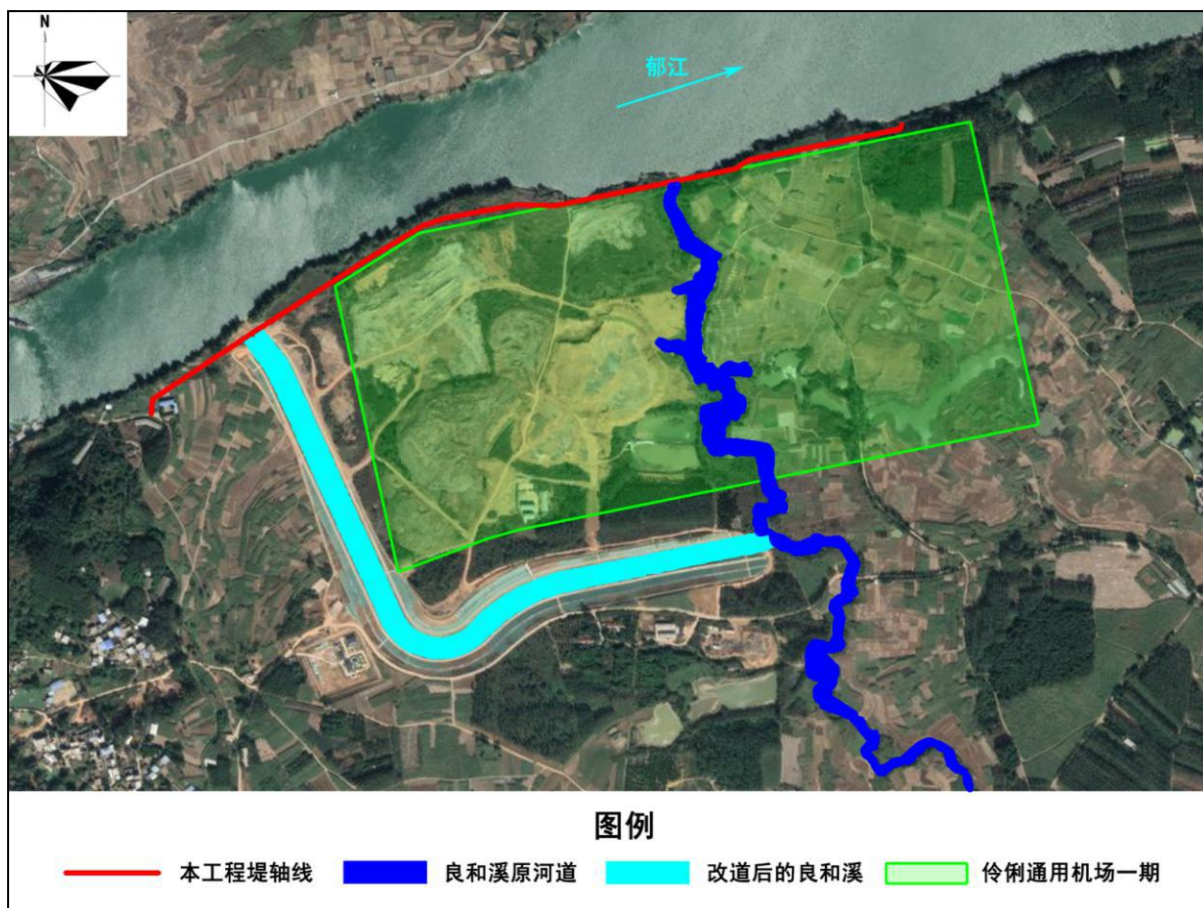 N
郁江
图例
本工程堤轴线
良和溪原河道
改道后的良和溪
伶俐通用机场一期